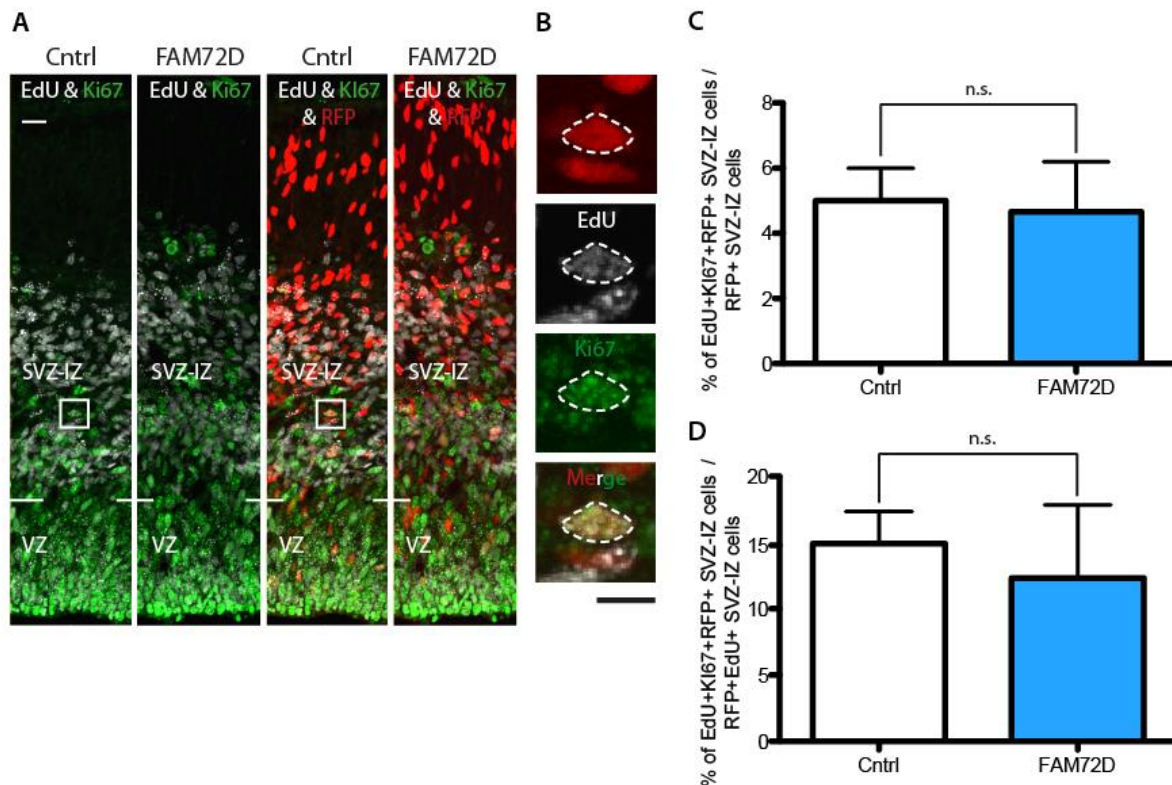 A
Cntrl FAM72D Cntrl FAM72D
EdU & Ki67 EdU & Ki67 EdU & KI67 EdU & Ki67
& RFP & RFP
SVZ-IZ SVZ-IZ SVZ-IZ SVZ-IZ
VZ VZ VZ VZ
B
EdU
Ki67
Merge
C
% of EdU+KI67+RFP+ SVZ-IZ cells /
RFP+ SVZ-IZ cells
8
6
4
2
0
n.s.
Cntrl FAM72D
D
% of EdU+KI67+RFP+ SVZ-IZ cells /
RFP+EdU+ SVZ-IZ cells
20
15
10
5
0
n.s.
Cntrl FAM72D